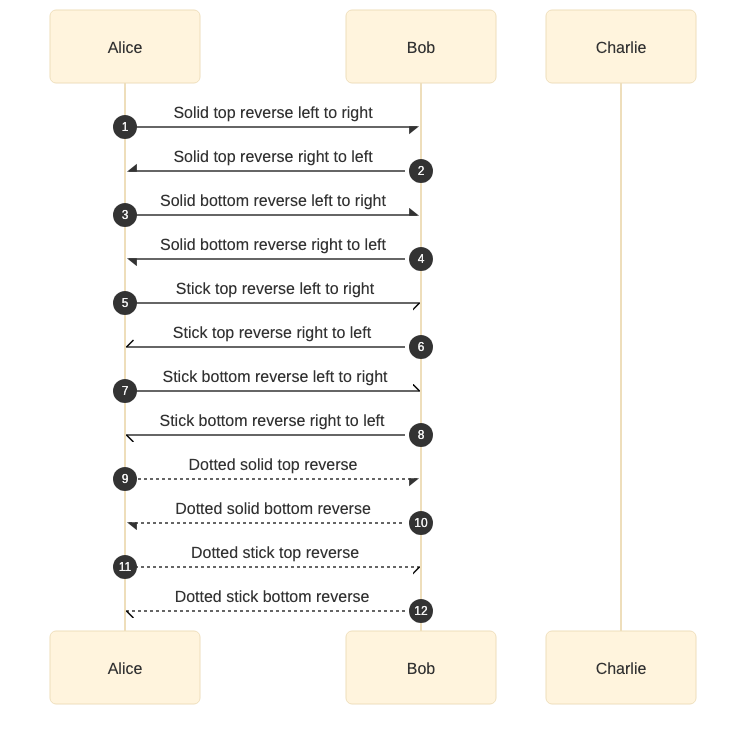 Alice Bob Charlie
Solid top reverse left to right
1
Solid top reverse right to left
2
Solid bottom reverse left to right
3
Solid bottom reverse right to left
4
Stick top reverse left to right
5
Stick top reverse right to left
6
Stick bottom reverse left to right
7
Stick bottom reverse right to left
8
Dotted solid top reverse
9
Dotted solid bottom reverse
10
Dotted stick top reverse
11
Dotted stick bottom reverse
12
Alice Bob Charlie